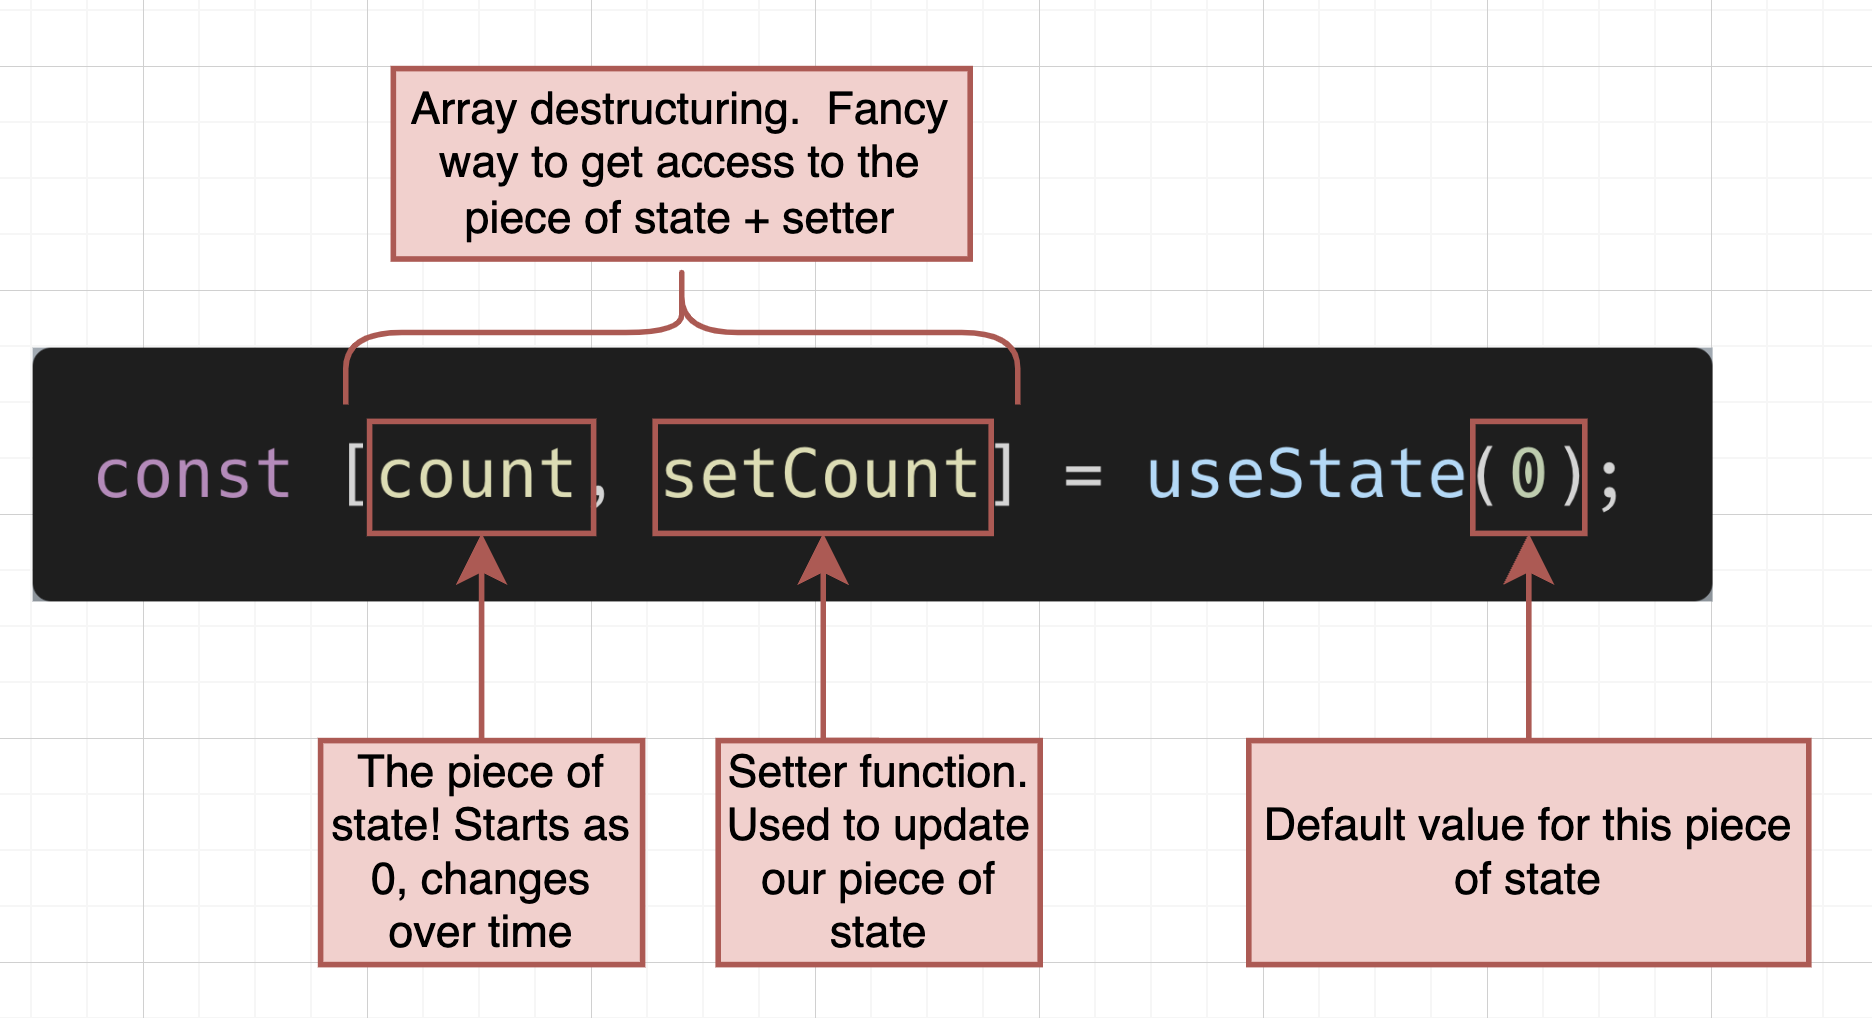 Array destructuring.  Fancy
way to get access to the
piece of state + setter
const [count, setCount] = useState(0);
The piece of
state! Starts as
0, changes
over time
Setter function.
Used to update
our piece of
state
Default value for this piece
of state